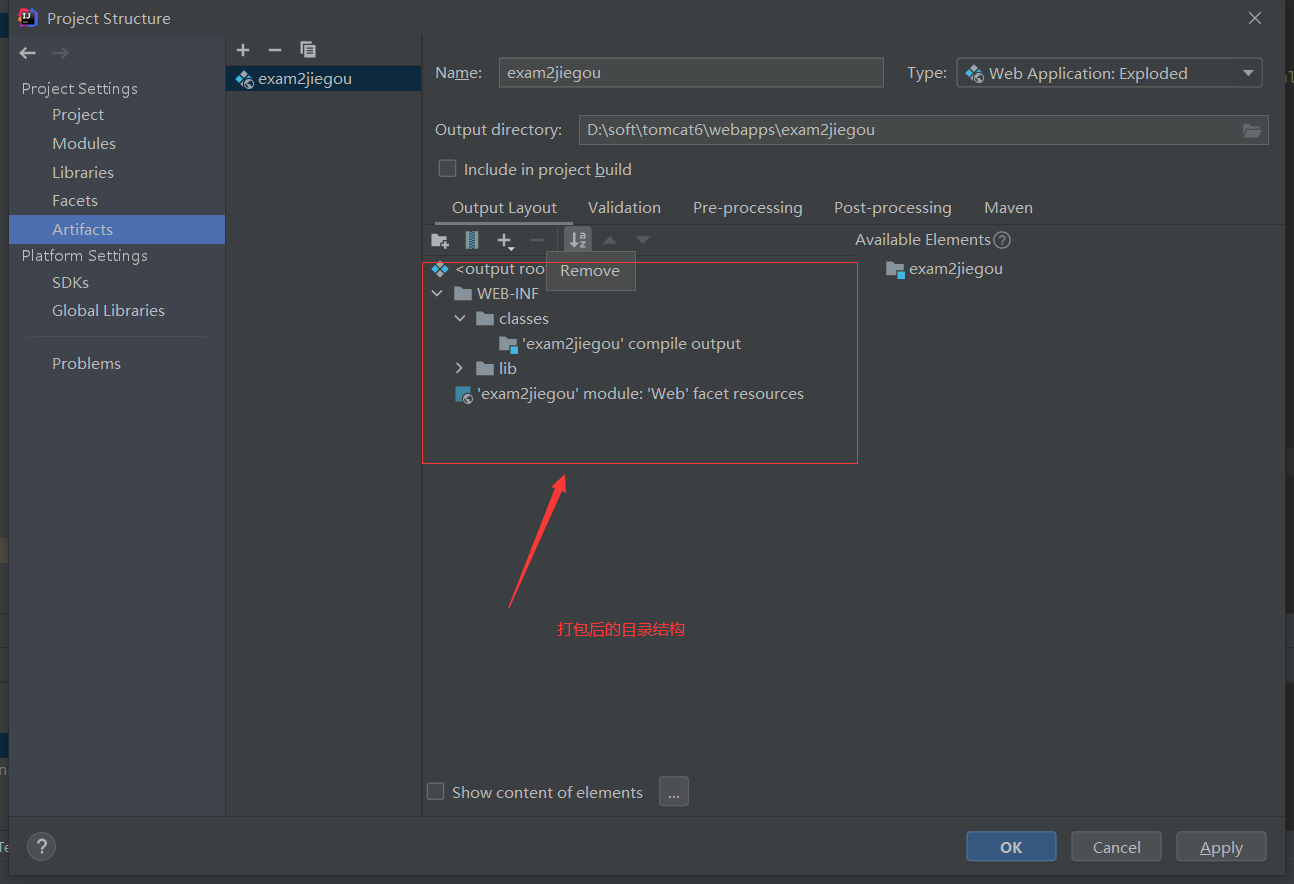 Project Structure
Project Settings
Project
Modules
Libraries
Facets
Artifacts
Platform Settings
SDKs
Global Libraries
Problems
exam2jiegou
Name: exam2jiegou
Type: Web Application: Exploded
Output directory: D:\soft\tomcat6\webapps\exam2jiegou
Include in project build
Output Layout Validation Pre-processing Post-processing Maven
Available Elements ?
<output roo
Remove
exam2jiegou
WEB-INF
classes
'exam2jiegou' compile output
lib
'exam2jiegou' module: 'Web' facet resources
打包后的目录结构
Show content of elements ...
? OK Cancel Apply